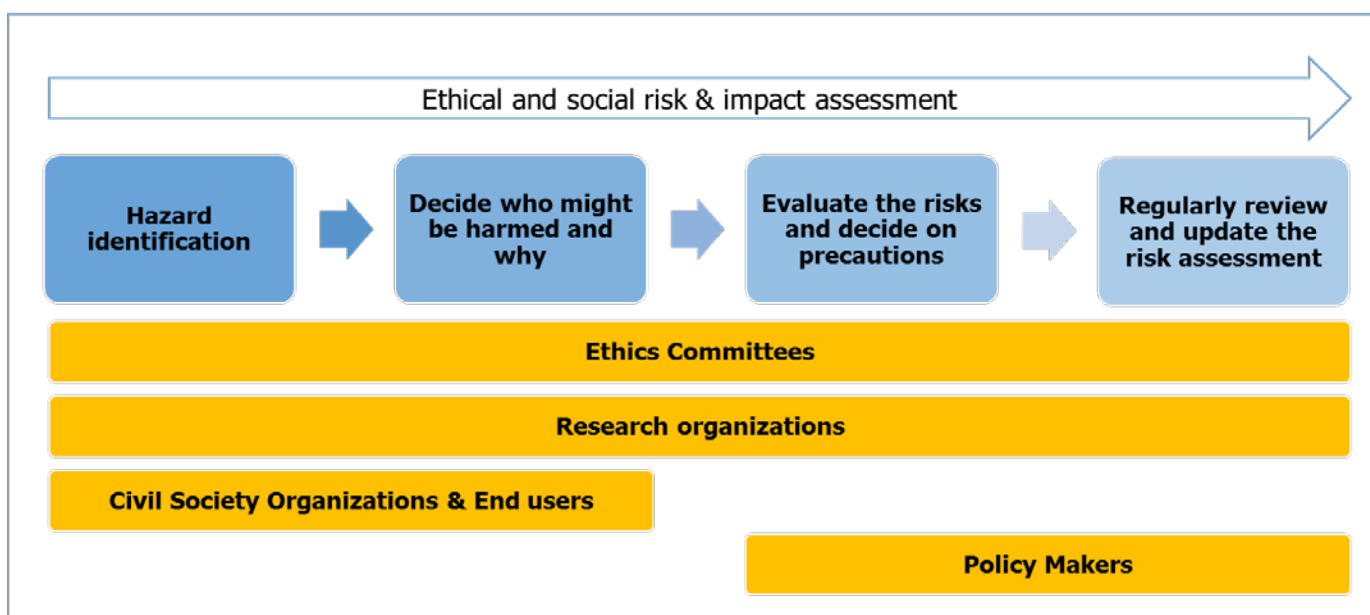 Ethical and social risk & impact assessment
Hazard
identification
Decide who might
be harmed and
why
Evaluate the risks
and decide on
precautions
Regularly review
and update the
risk assessment
Ethics Committees
Research organizations
Civil Society Organizations & End users
Policy Makers